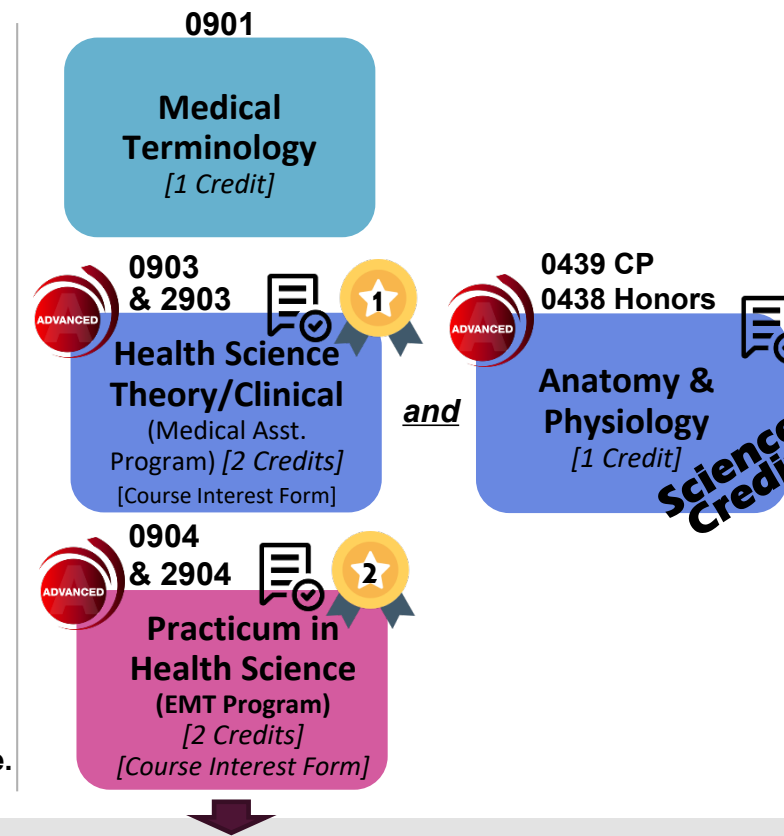 0901
Medical
Terminology
[1 Credit]
0903
& 2903
ADVANCED
1
Health Science
Theory/Clinical
(Medical Asst.
Program) [2 Credits]
[Course Interest Form]
and
0439 CP
0438 Honors
ADVANCED
Anatomy &
Physiology
[1 Credit]
Science
Credi
0904
& 2904
ADVANCED
2
Practicum in
Health Science
(EMT Program)
[2 Credits]
[Course Interest Form]
e.